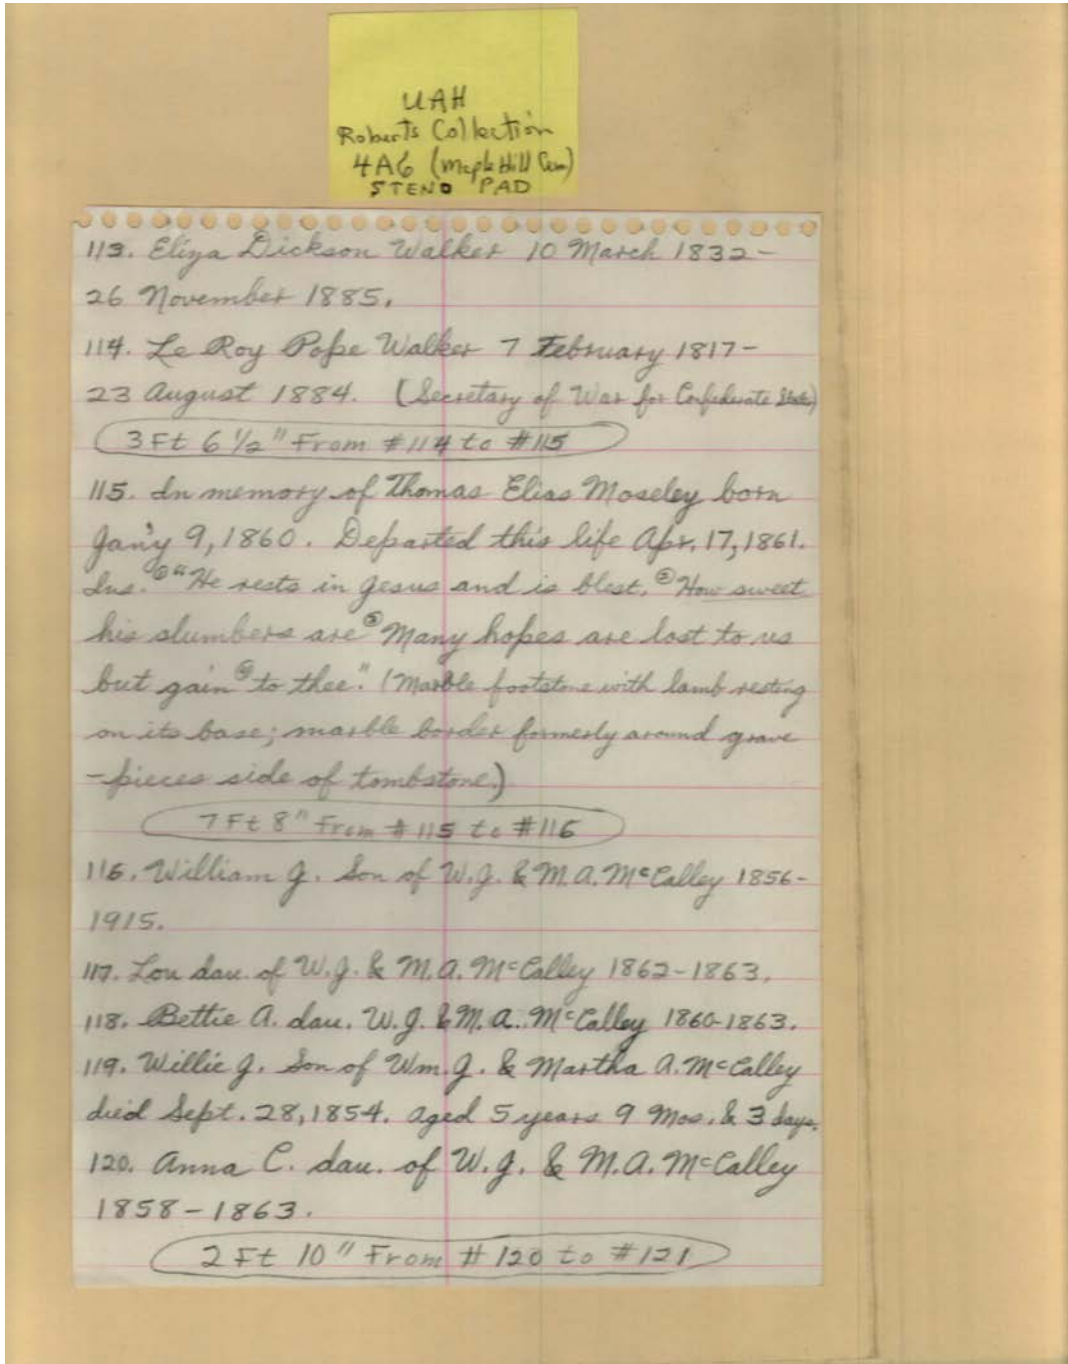 UAH
Roberts Collection
4A6 (Maple Hill Cem)
STENO PAD
113. Eliza Dickson Walker 10 March 1832-
26 November 1885.
114. Le Roy Pope Walker 7 February 1817-
23 August 1884. (Secretary of War for Confederate States)
3 Ft 6 1/2" From #114 to #115
115. In memory of Thomas Elias Moseley born
Jan'y 9, 1860. Departed this life Apr. 17, 1861.
Ins. ①"He rests in Jesus and is blest. ②How sweet
his slumbers are ③Many hopes are lost to us
but gain ④to thee." (Marble footstone with lamb resting
on its base; marble border formerly around grave
-pieces side of tombstone.)
7 Ft 8" From #115 to #116
116. William J. Son of W.J. & M.A. McCalley 1856-
1915.
117. Lou dau. of W.J. & M.A. McCalley 1862-1863.
118. Bettie A. dau. W.J. & M.A. McCalley 1860-1863.
119. Willie J. Son of Wm. J. & Martha A. McCalley
died Sept. 28, 1854. Aged 5 years 9 Mos. & 3 days.
120. Anna C. dau. of W.J. & M.A. McCalley
1858-1863.
2 Ft 10" From #120 to #121